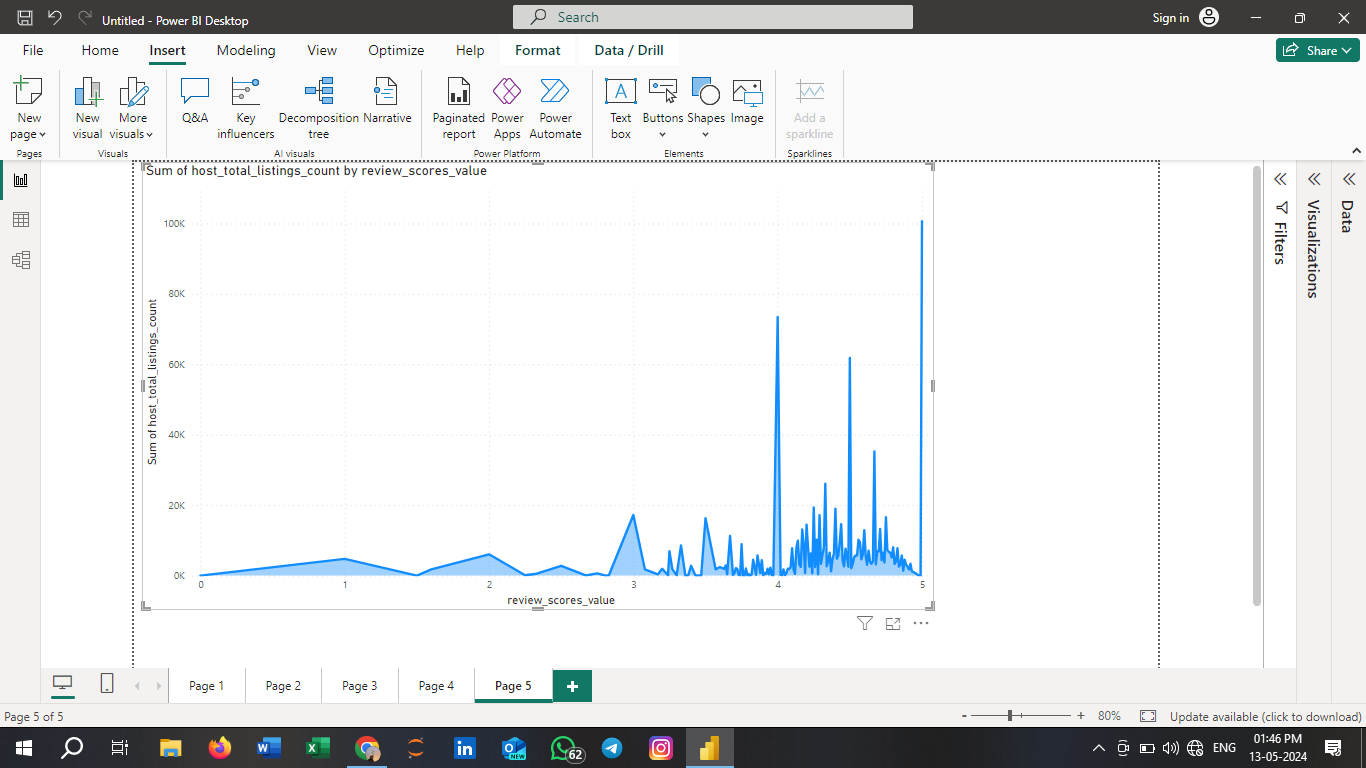 Untitled - Power BI Desktop
Search
Sign in
File Home Insert Modeling View Optimize Help Format Data / Drill
Share
New page
New visual
More visuals
Q&A
Key influencers
Decomposition tree
Narrative
Paginated report
Power Apps
Power Automate
Text box
Buttons
Shapes
Image
Add a sparkline
Pages
Visuals
AI visuals
Power Platform
Elements
Sparklines
Sum of host_total_listings_count by review_scores_value
100K
80K
60K
40K
20K
0K
Sum of host_total_listings_count
0 1 2 3 4 5
review_scores_value
Filters
Visualizations
Data
Page 1 Page 2 Page 3 Page 4 Page 5 +
Page 5 of 5
- + 80%
Update available (click to download)
W
X
in
NEW
62
ENG
01:46 PM
13-05-2024